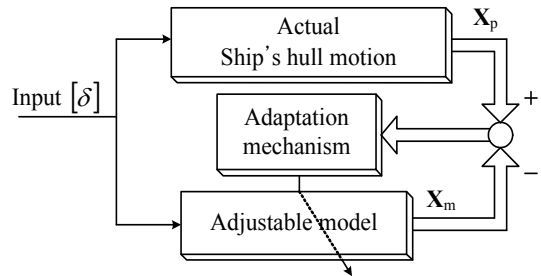 Actual
Ship's hull motion
X_p
Input [δ]
+
Adaptation
mechanism
−
X_m
Adjustable model